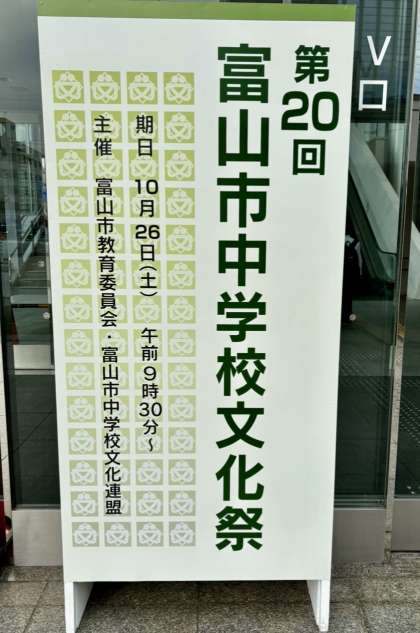 第20回
富山市中学校文化祭
期日 10月26日(土) 午前9時30分～
主催 富山市教育委員会・富山市中学校文化連盟
V口